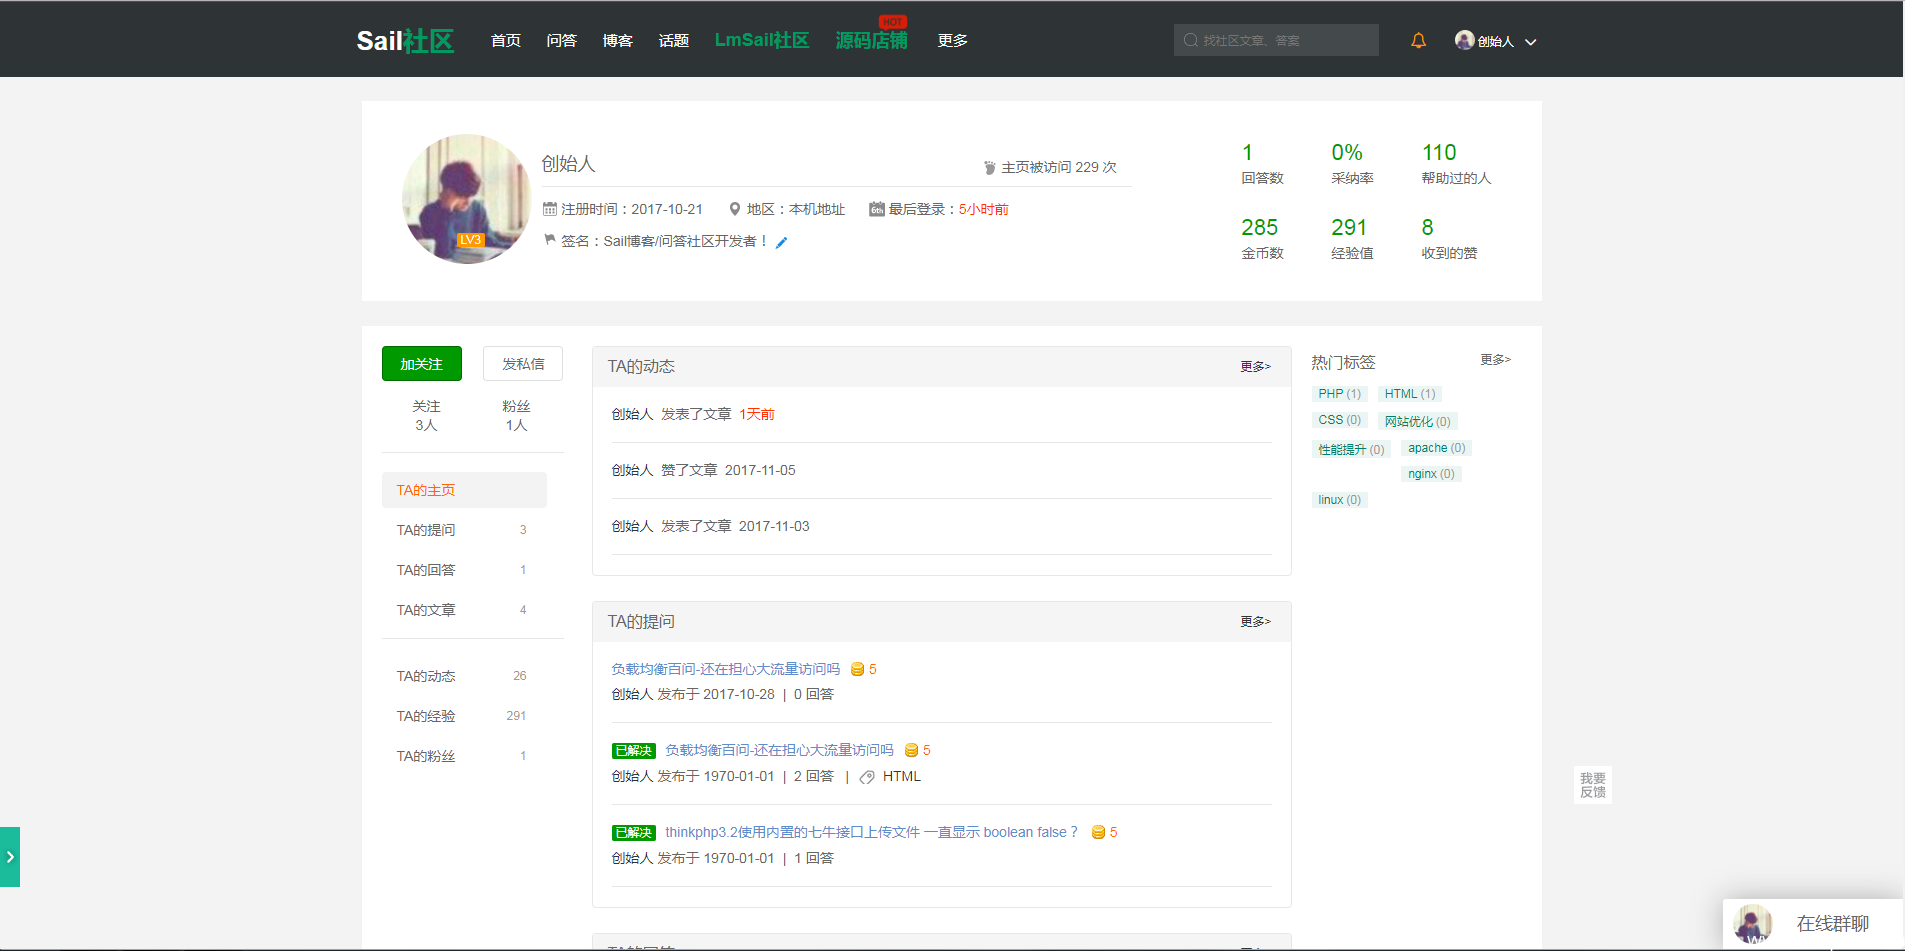 Sail社区 首页 问答 博客 话题 LmSail社区 源码店铺 HOT 更多 找社区文章、答案 创始人
创始人 主页被访问 229 次
LV3
注册时间：2017-10-21 地区：本机地址 最后登录：5小时前
签名：Sail博客/问答社区开发者！
1 0% 110
回答数 采纳率 帮助过的人
285 291 8
金币数 经验值 收到的赞
加关注 发私信
关注 粉丝
3人 1人
TA的主页
TA的提问 3
TA的回答 1
TA的文章 4
TA的动态 26
TA的经验 291
TA的粉丝 1
TA的动态 更多>
创始人 发表了文章 1天前
创始人 赞了文章 2017-11-05
创始人 发表了文章 2017-11-03
TA的提问 更多>
负载均衡百问-还在担心大流量访问吗 5
创始人 发布于 2017-10-28 | 0 回答
已解决 负载均衡百问-还在担心大流量访问吗 5
创始人 发布于 1970-01-01 | 2 回答 | HTML
已解决 thinkphp3.2使用内置的七牛接口上传文件 一直显示 boolean false？ 5
创始人 发布于 1970-01-01 | 1 回答
热门标签 更多>
PHP (1) HTML (1)
CSS (0) 网站优化 (0)
性能提升 (0) apache (0)
nginx (0)
linux (0)
我要
反馈
在线群聊